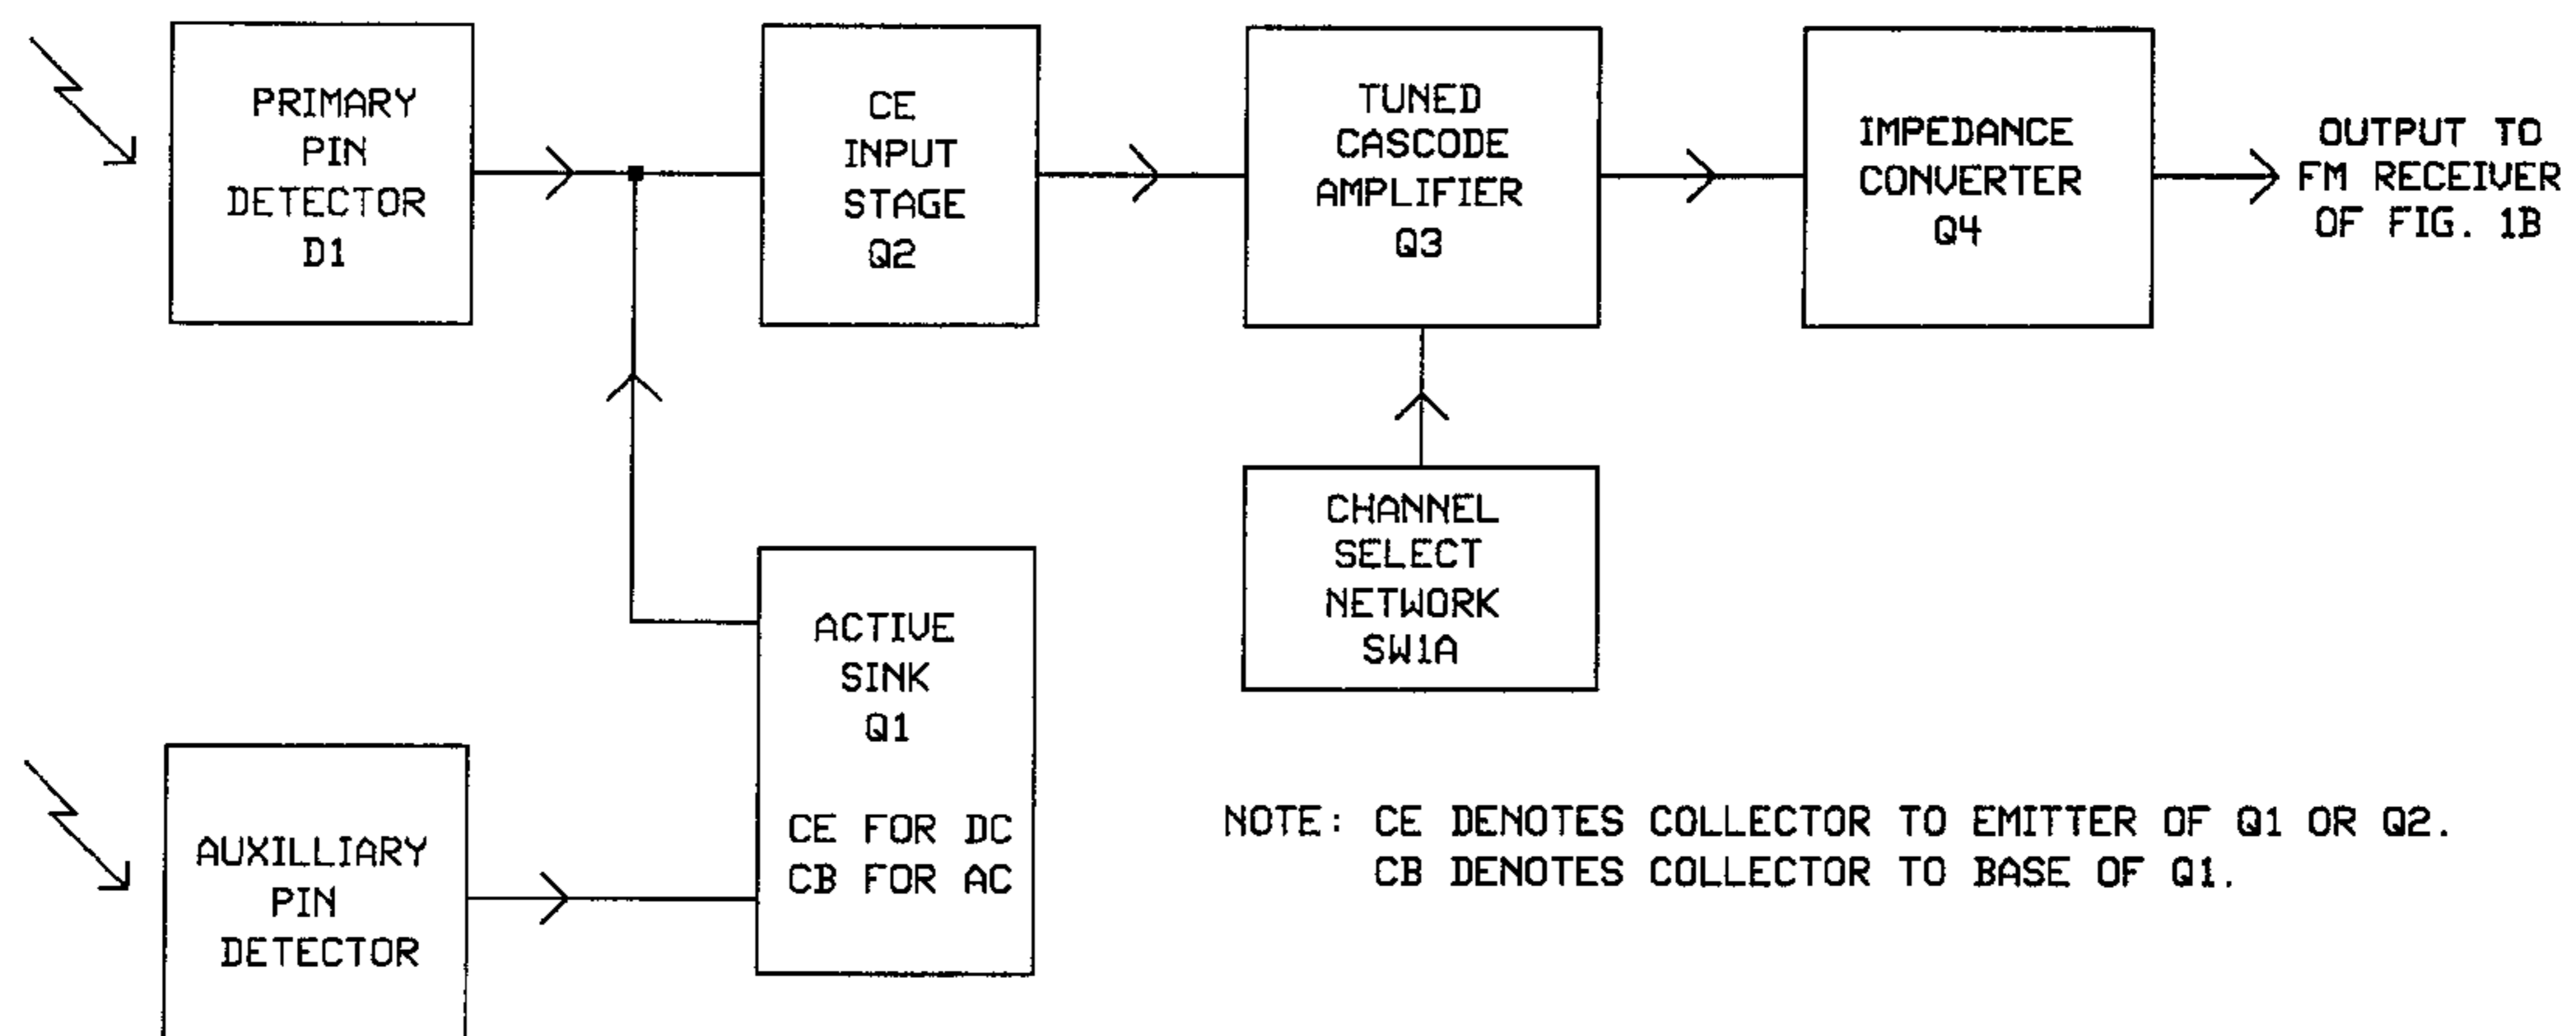 PRIMARY
PIN
DETECTOR
D1
CE
INPUT
STAGE
Q2
TUNED
CASCODE
AMPLIFIER
Q3
IMPEDANCE
CONVERTER
Q4
OUTPUT TO
FM RECEIVER
OF FIG. 1B
CHANNEL
SELECT
NETWORK
SW1A
ACTIVE
SINK
Q1
CE FOR DC
CB FOR AC
AUXILLIARY
PIN
DETECTOR
NOTE: CE DENOTES COLLECTOR TO EMITTER OF Q1 OR Q2.
CB DENOTES COLLECTOR TO BASE OF Q1.